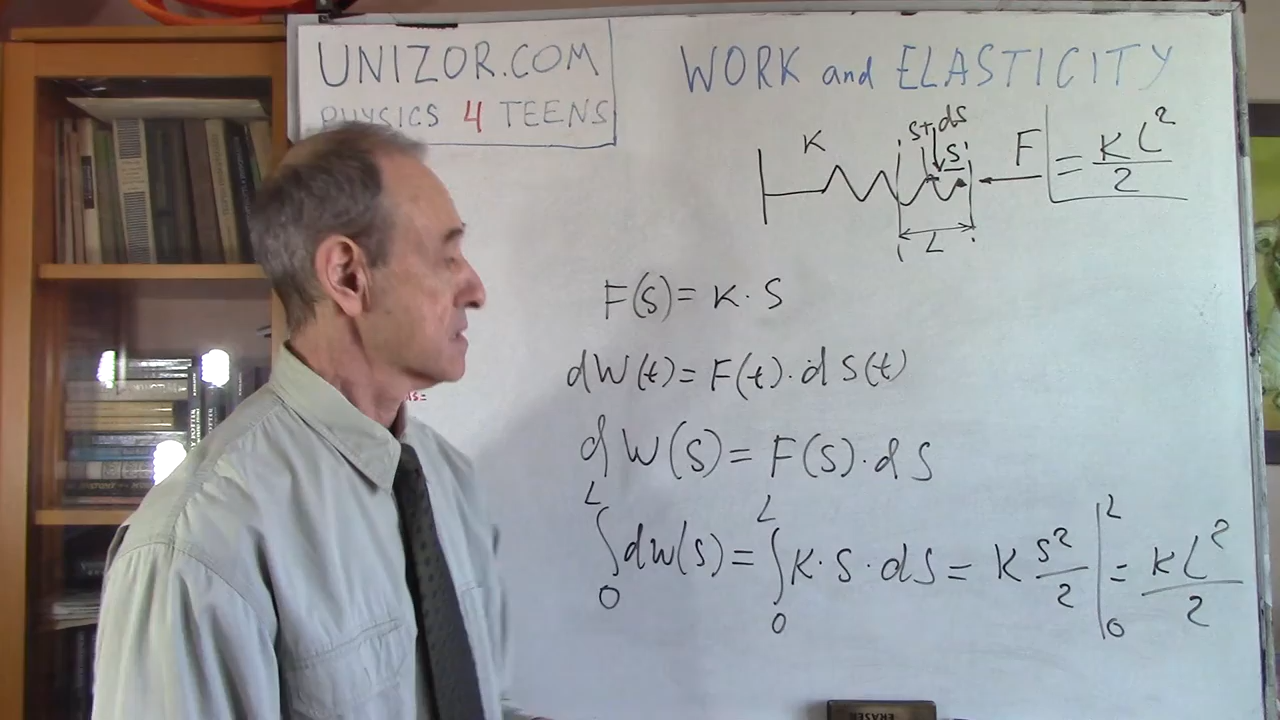 UNIZOR.COM
PHYSICS 4 TEENS
WORK and ELASTICITY
K
S+dS
S
F
= KL²/2
L
F(S) = K · S
dW(t) = F(t) · dS(t)
dW(S) = F(S) · dS
∫₀ᴸ dW(S) = ∫₀ᴸ K · S · dS = K S²/2 |₀ᴸ = KL²/2
ERASER